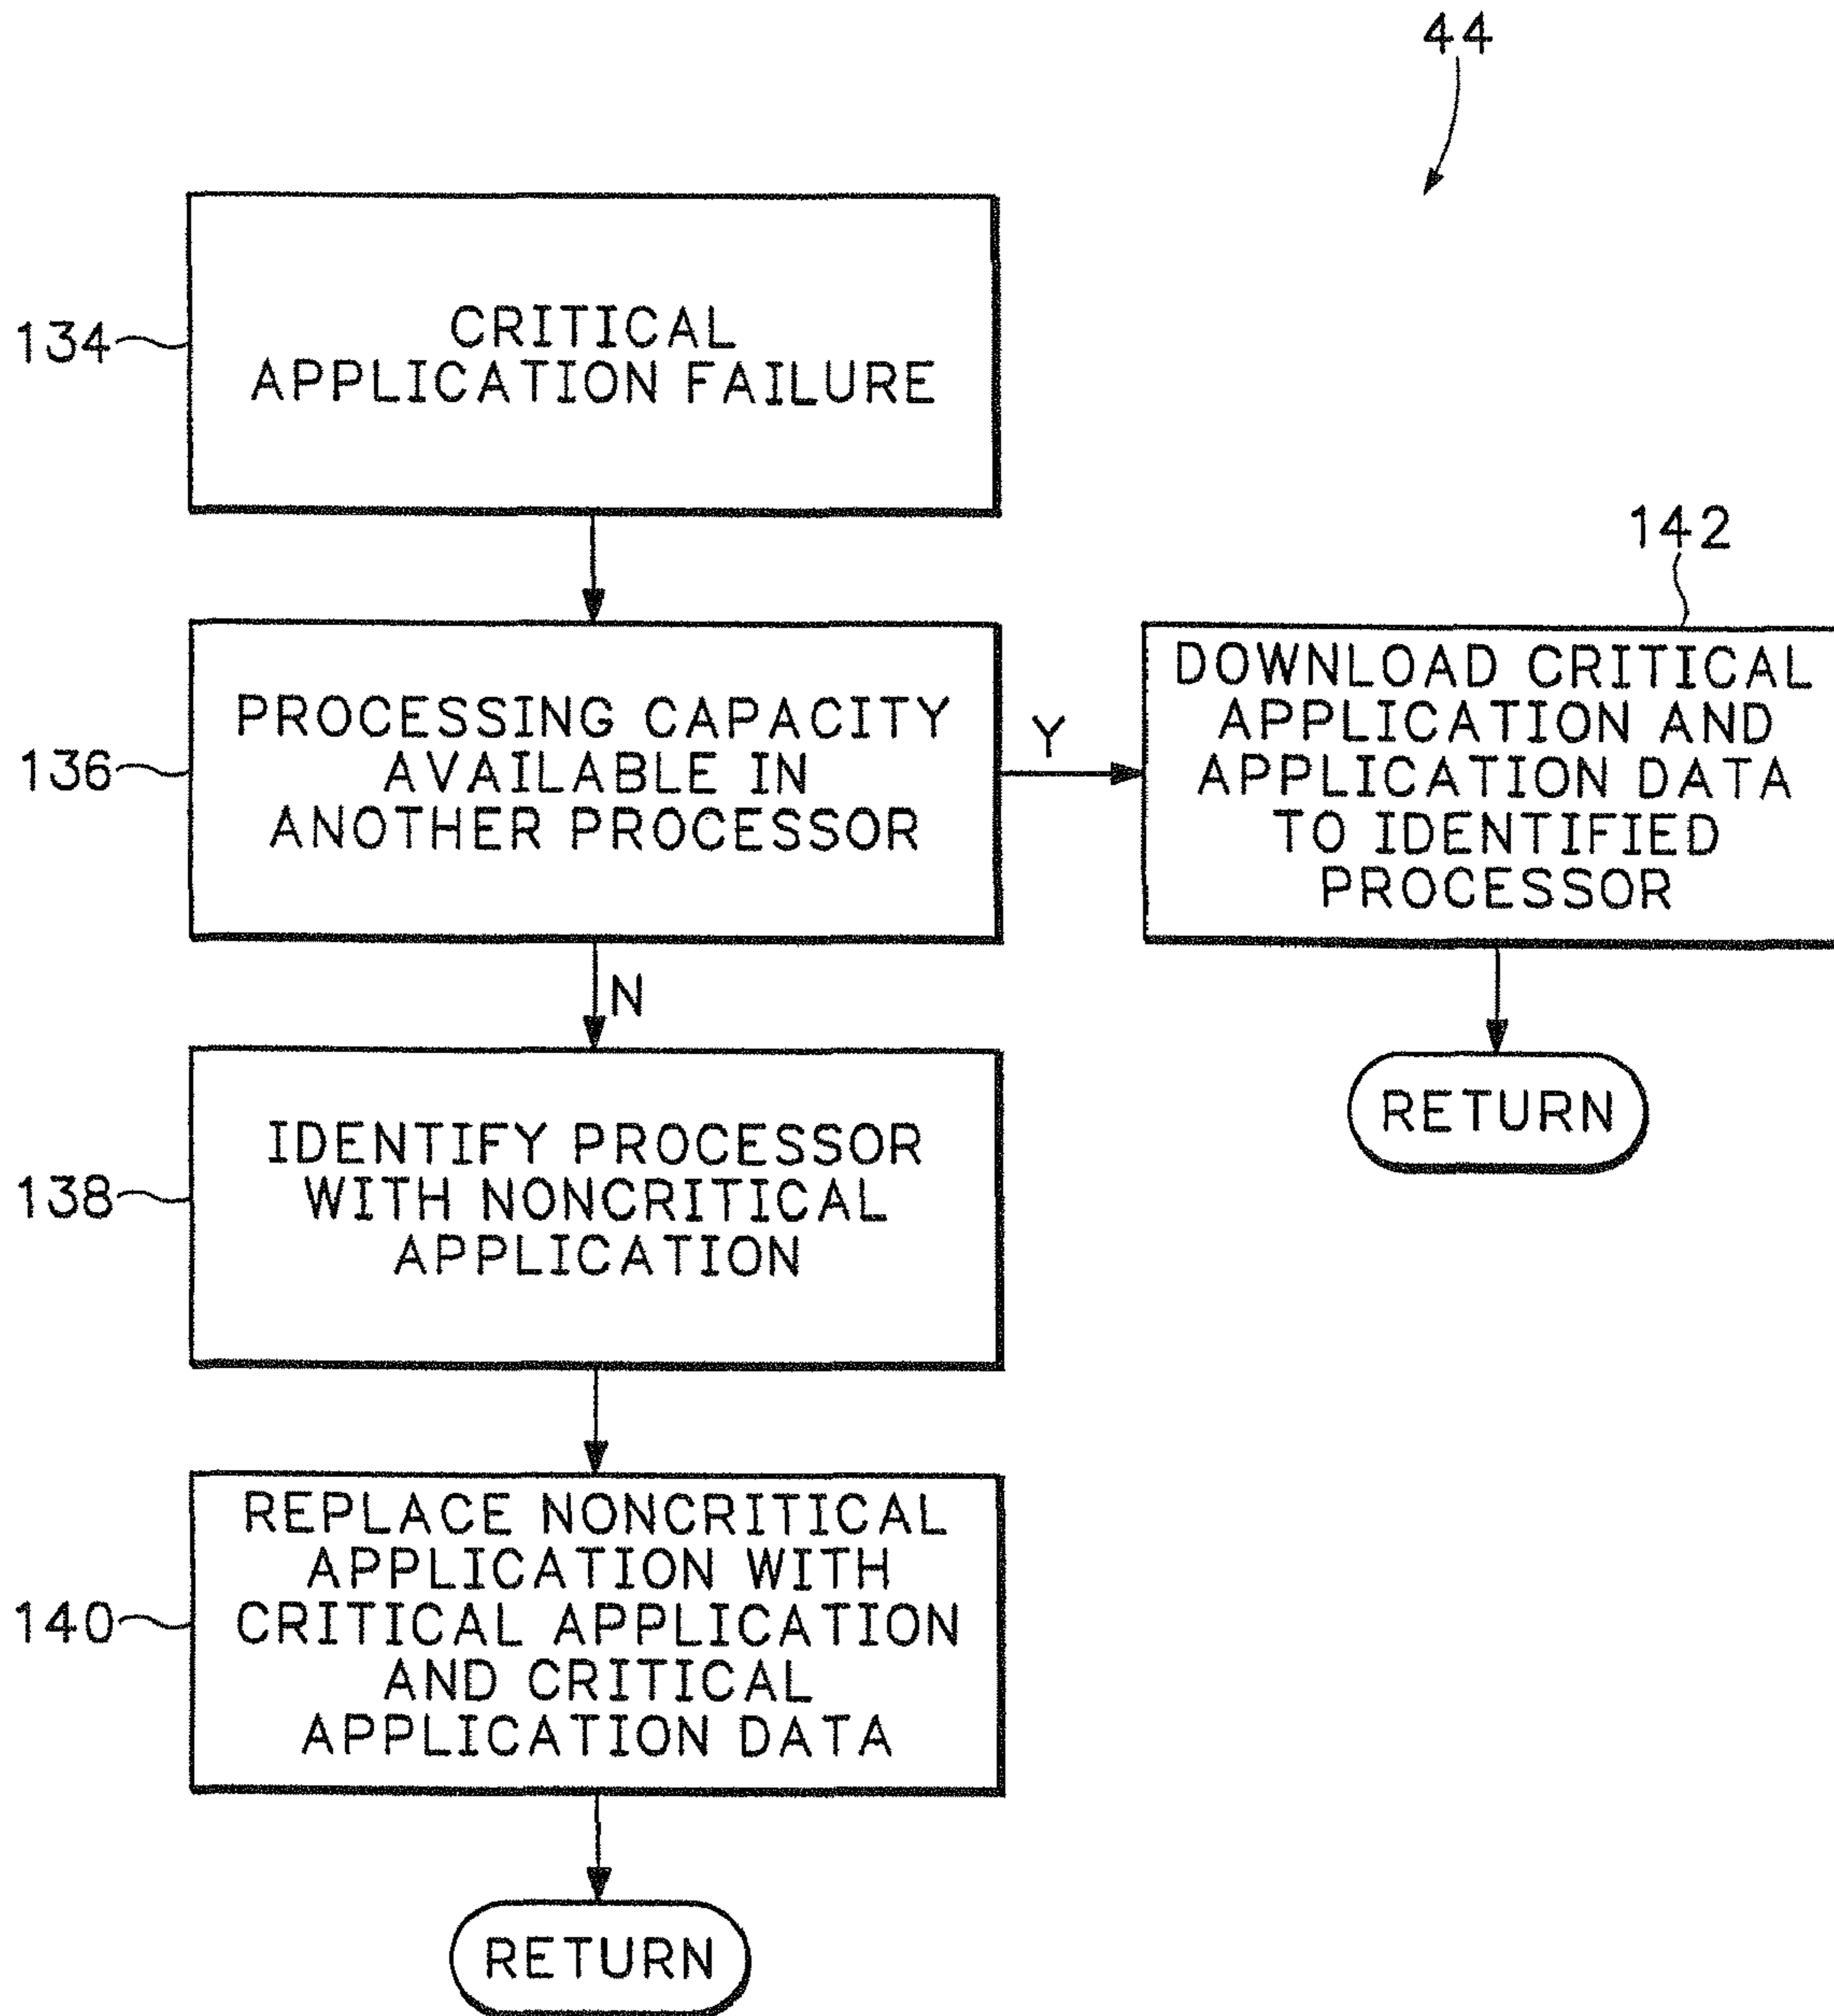 44
134
CRITICAL
APPLICATION FAILURE
136
PROCESSING CAPACITY
AVAILABLE IN
ANOTHER PROCESSOR
Y
142
DOWNLOAD CRITICAL
APPLICATION AND
APPLICATION DATA
TO IDENTIFIED
PROCESSOR
RETURN
N
138
IDENTIFY PROCESSOR
WITH NONCRITICAL
APPLICATION
140
REPLACE NONCRITICAL
APPLICATION WITH
CRITICAL APPLICATION
AND CRITICAL
APPLICATION DATA
RETURN